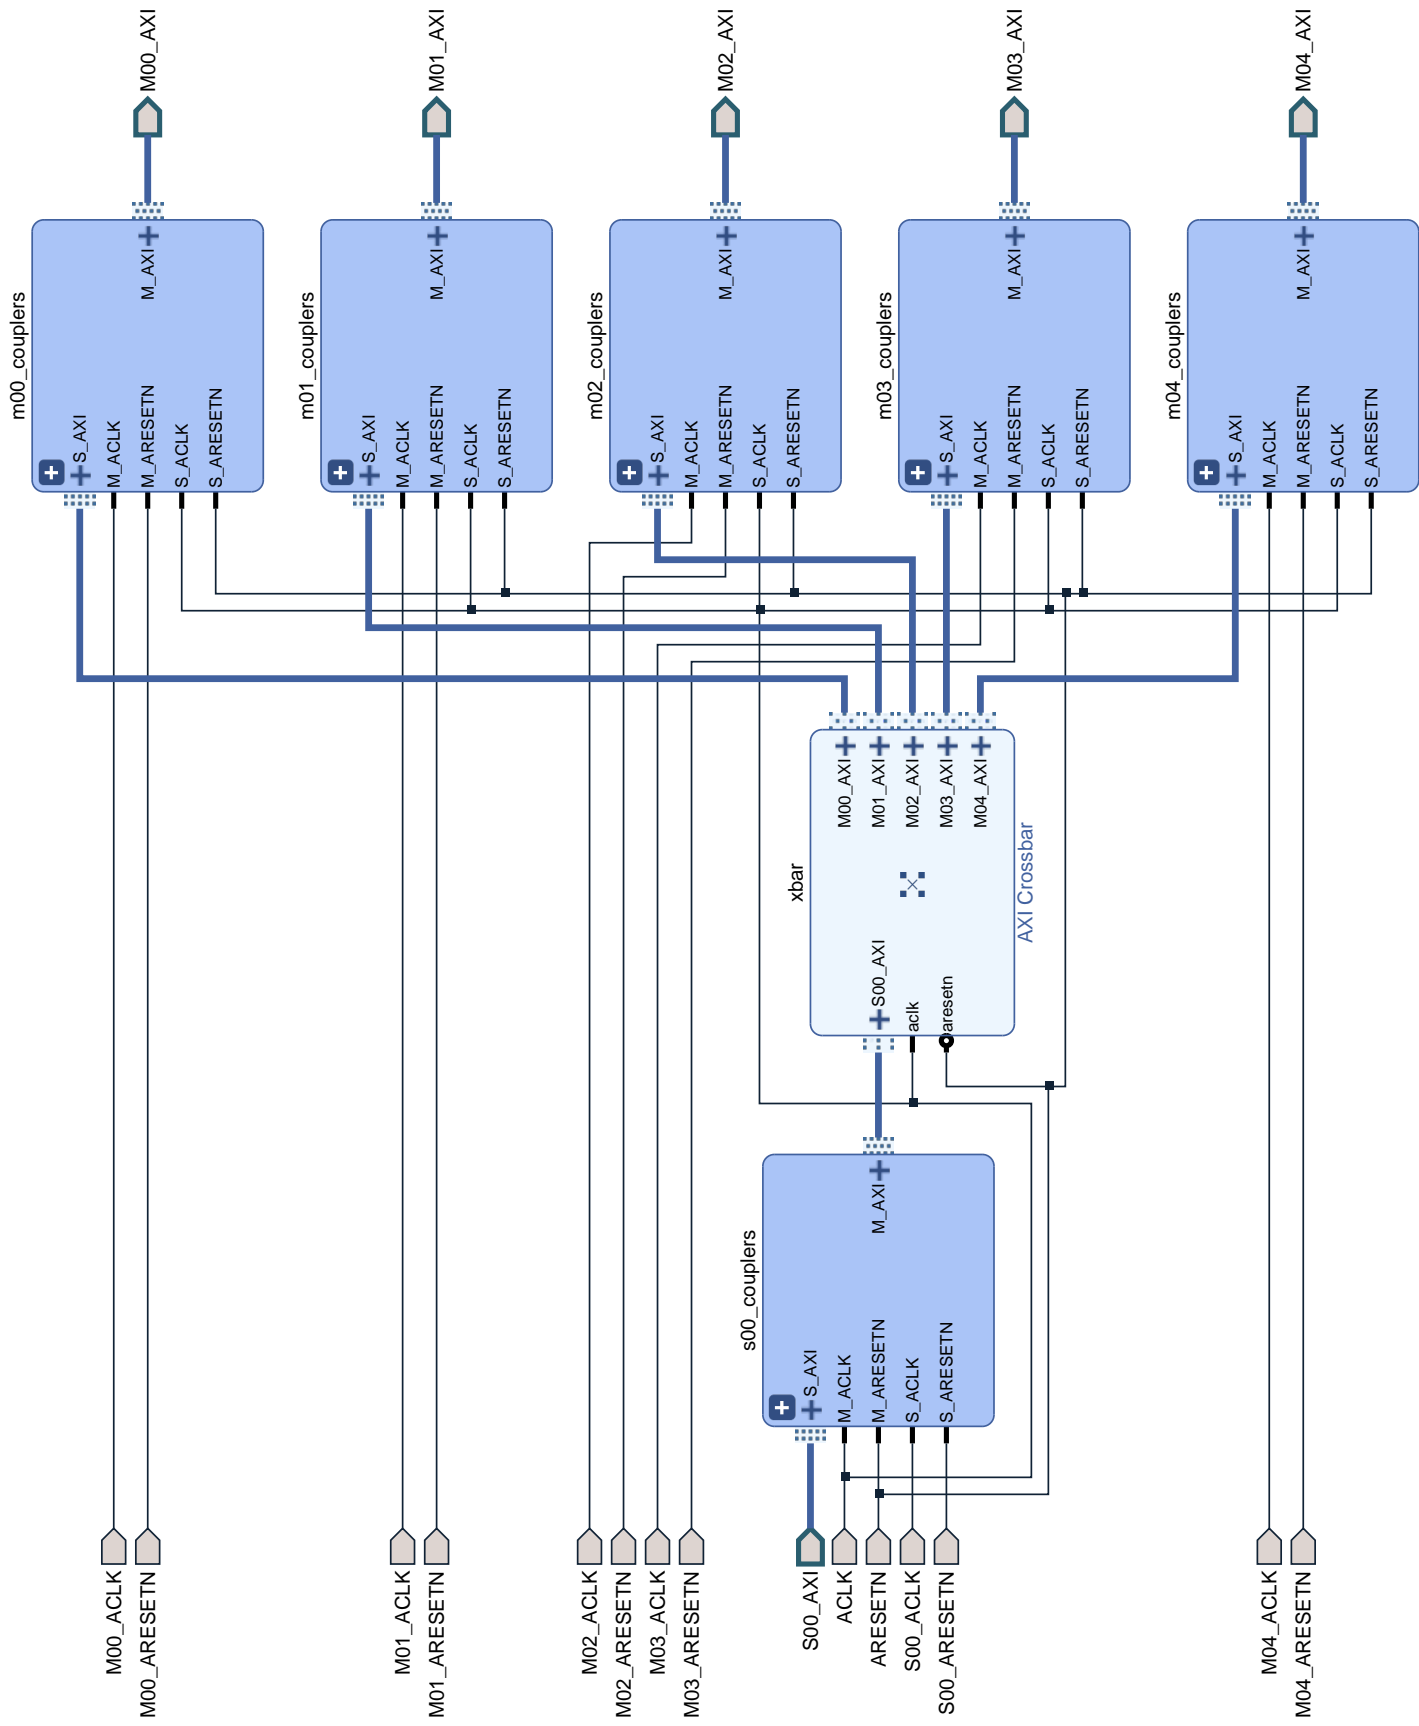 M00_AXI
M01_AXI
M02_AXI
M03_AXI
M04_AXI
m00_couplers
S_AXI
M_ACLK
M_ARESETN
S_ACLK
S_ARESETN
M_AXI
m01_couplers
S_AXI
M_ACLK
M_ARESETN
S_ACLK
S_ARESETN
M_AXI
m02_couplers
S_AXI
M_ACLK
M_ARESETN
S_ACLK
S_ARESETN
M_AXI
m03_couplers
S_AXI
M_ACLK
M_ARESETN
S_ACLK
S_ARESETN
M_AXI
m04_couplers
S_AXI
M_ACLK
M_ARESETN
S_ACLK
S_ARESETN
M_AXI
xbar
S00_AXI
aclk
aresetn
M00_AXI
M01_AXI
M02_AXI
M03_AXI
M04_AXI
AXI Crossbar
s00_couplers
S_AXI
M_ACLK
M_ARESETN
S_ACLK
S_ARESETN
M_AXI
M00_ACLK
M00_ARESETN
M01_ACLK
M01_ARESETN
M02_ACLK
M02_ARESETN
M03_ACLK
M03_ARESETN
S00_AXI
ACLK
ARESETN
S00_ACLK
S00_ARESETN
M04_ACLK
M04_ARESETN